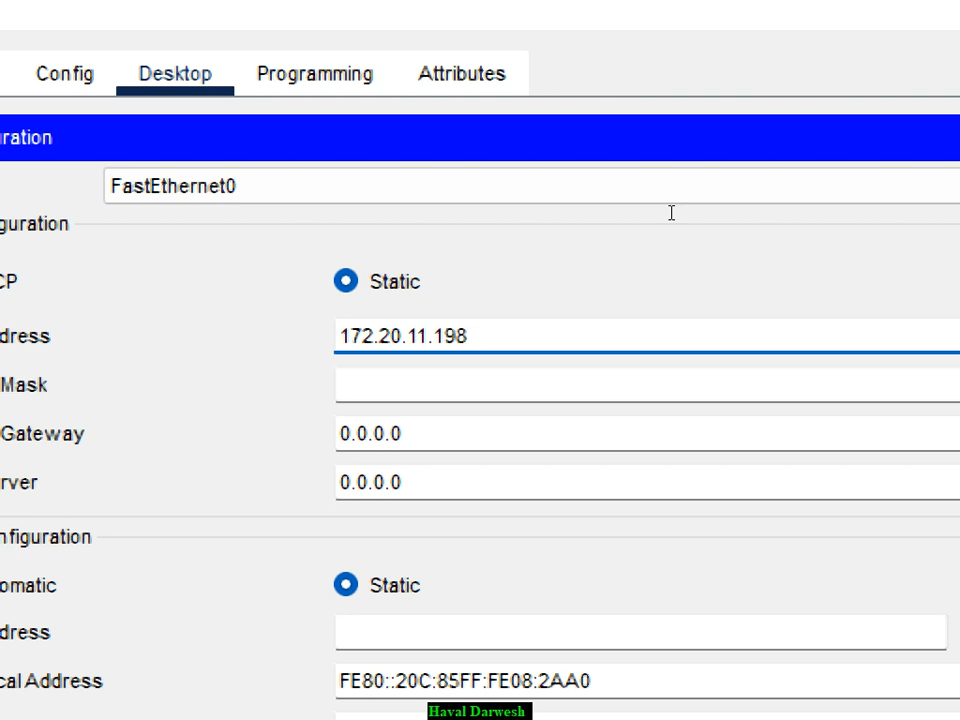 Config Desktop Programming Attributes
ration
FastEthernet0
guration
CP Static
dress 172.20.11.198
Mask
Gateway 0.0.0.0
rver 0.0.0.0
nfiguration
omatic Static
dress
cal Address FE80::20C:85FF:FE08:2AA0
Haval Darwesh